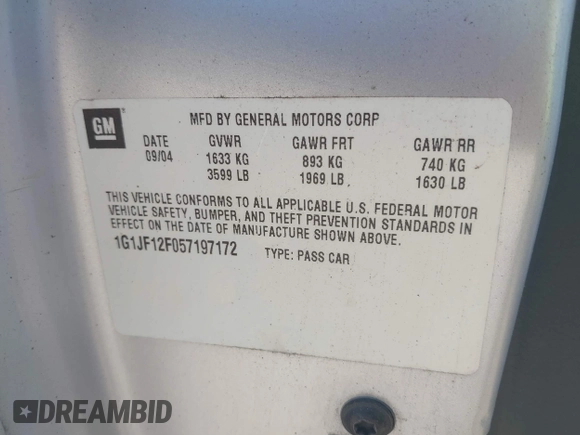 GM
MFD BY GENERAL MOTORS CORP
DATE GVWR GAWR FRT GAWR RR
09/04 1633 KG 893 KG 740 KG
3599 LB 1969 LB 1630 LB
THIS VEHICLE CONFORMS TO ALL APPLICABLE U.S. FEDERAL MOTOR
VEHICLE SAFETY, BUMPER, AND THEFT PREVENTION STANDARDS IN
EFFECT ON THE DATE OF MANUFACTURE SHOWN ABOVE.
1G1JF12F057197172 TYPE: PASS CAR
DREAMBID